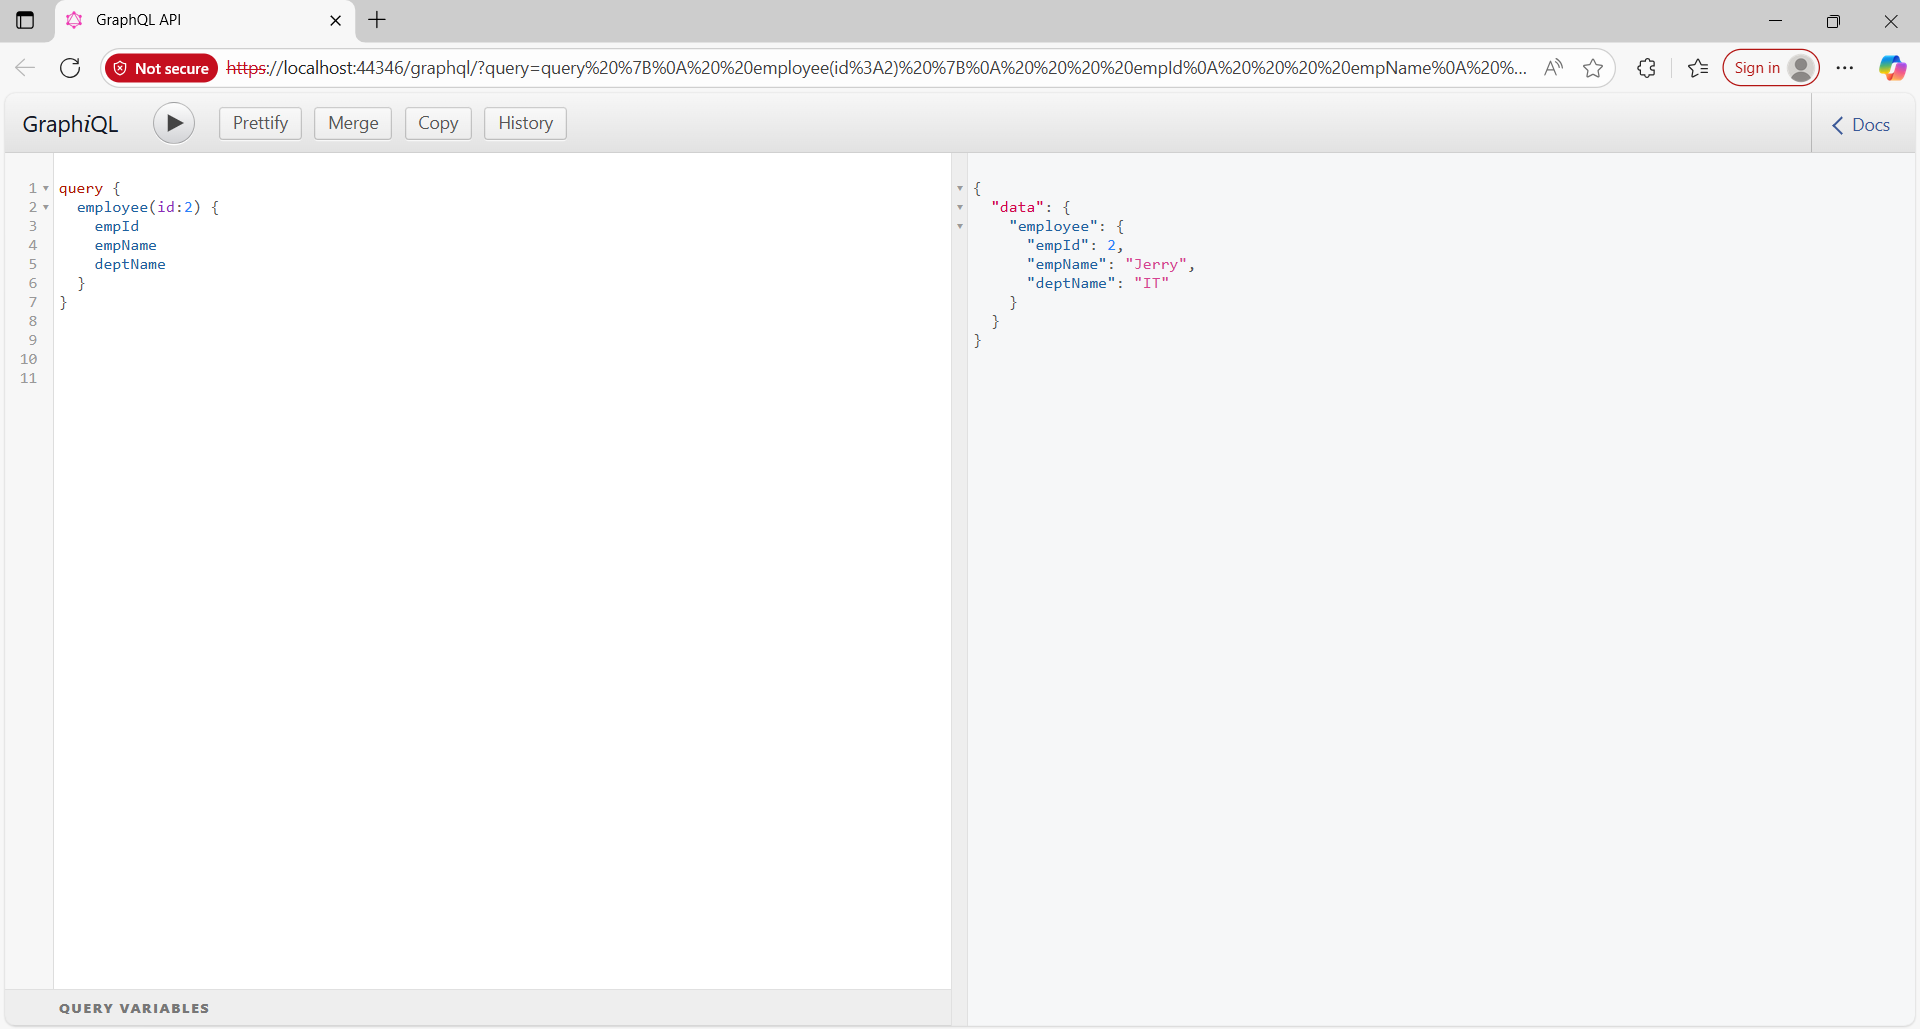 GraphQL API
Not secure https://localhost:44346/graphql/?query=query%20%7B%0A%20%20employee(id%3A2)%20%7B%0A%20%20%20%20empId%0A%20%20%20%20empName%0A%20%...
Sign in
GraphiQL
Prettify
Merge
Copy
History
Docs
1 query {
2   employee(id:2) {
3     empId
4     empName
5     deptName
6   }
7 }
8
9
10
11
{
  "data": {
    "employee": {
      "empId": 2,
      "empName": "Jerry",
      "deptName": "IT"
    }
  }
}
QUERY VARIABLES